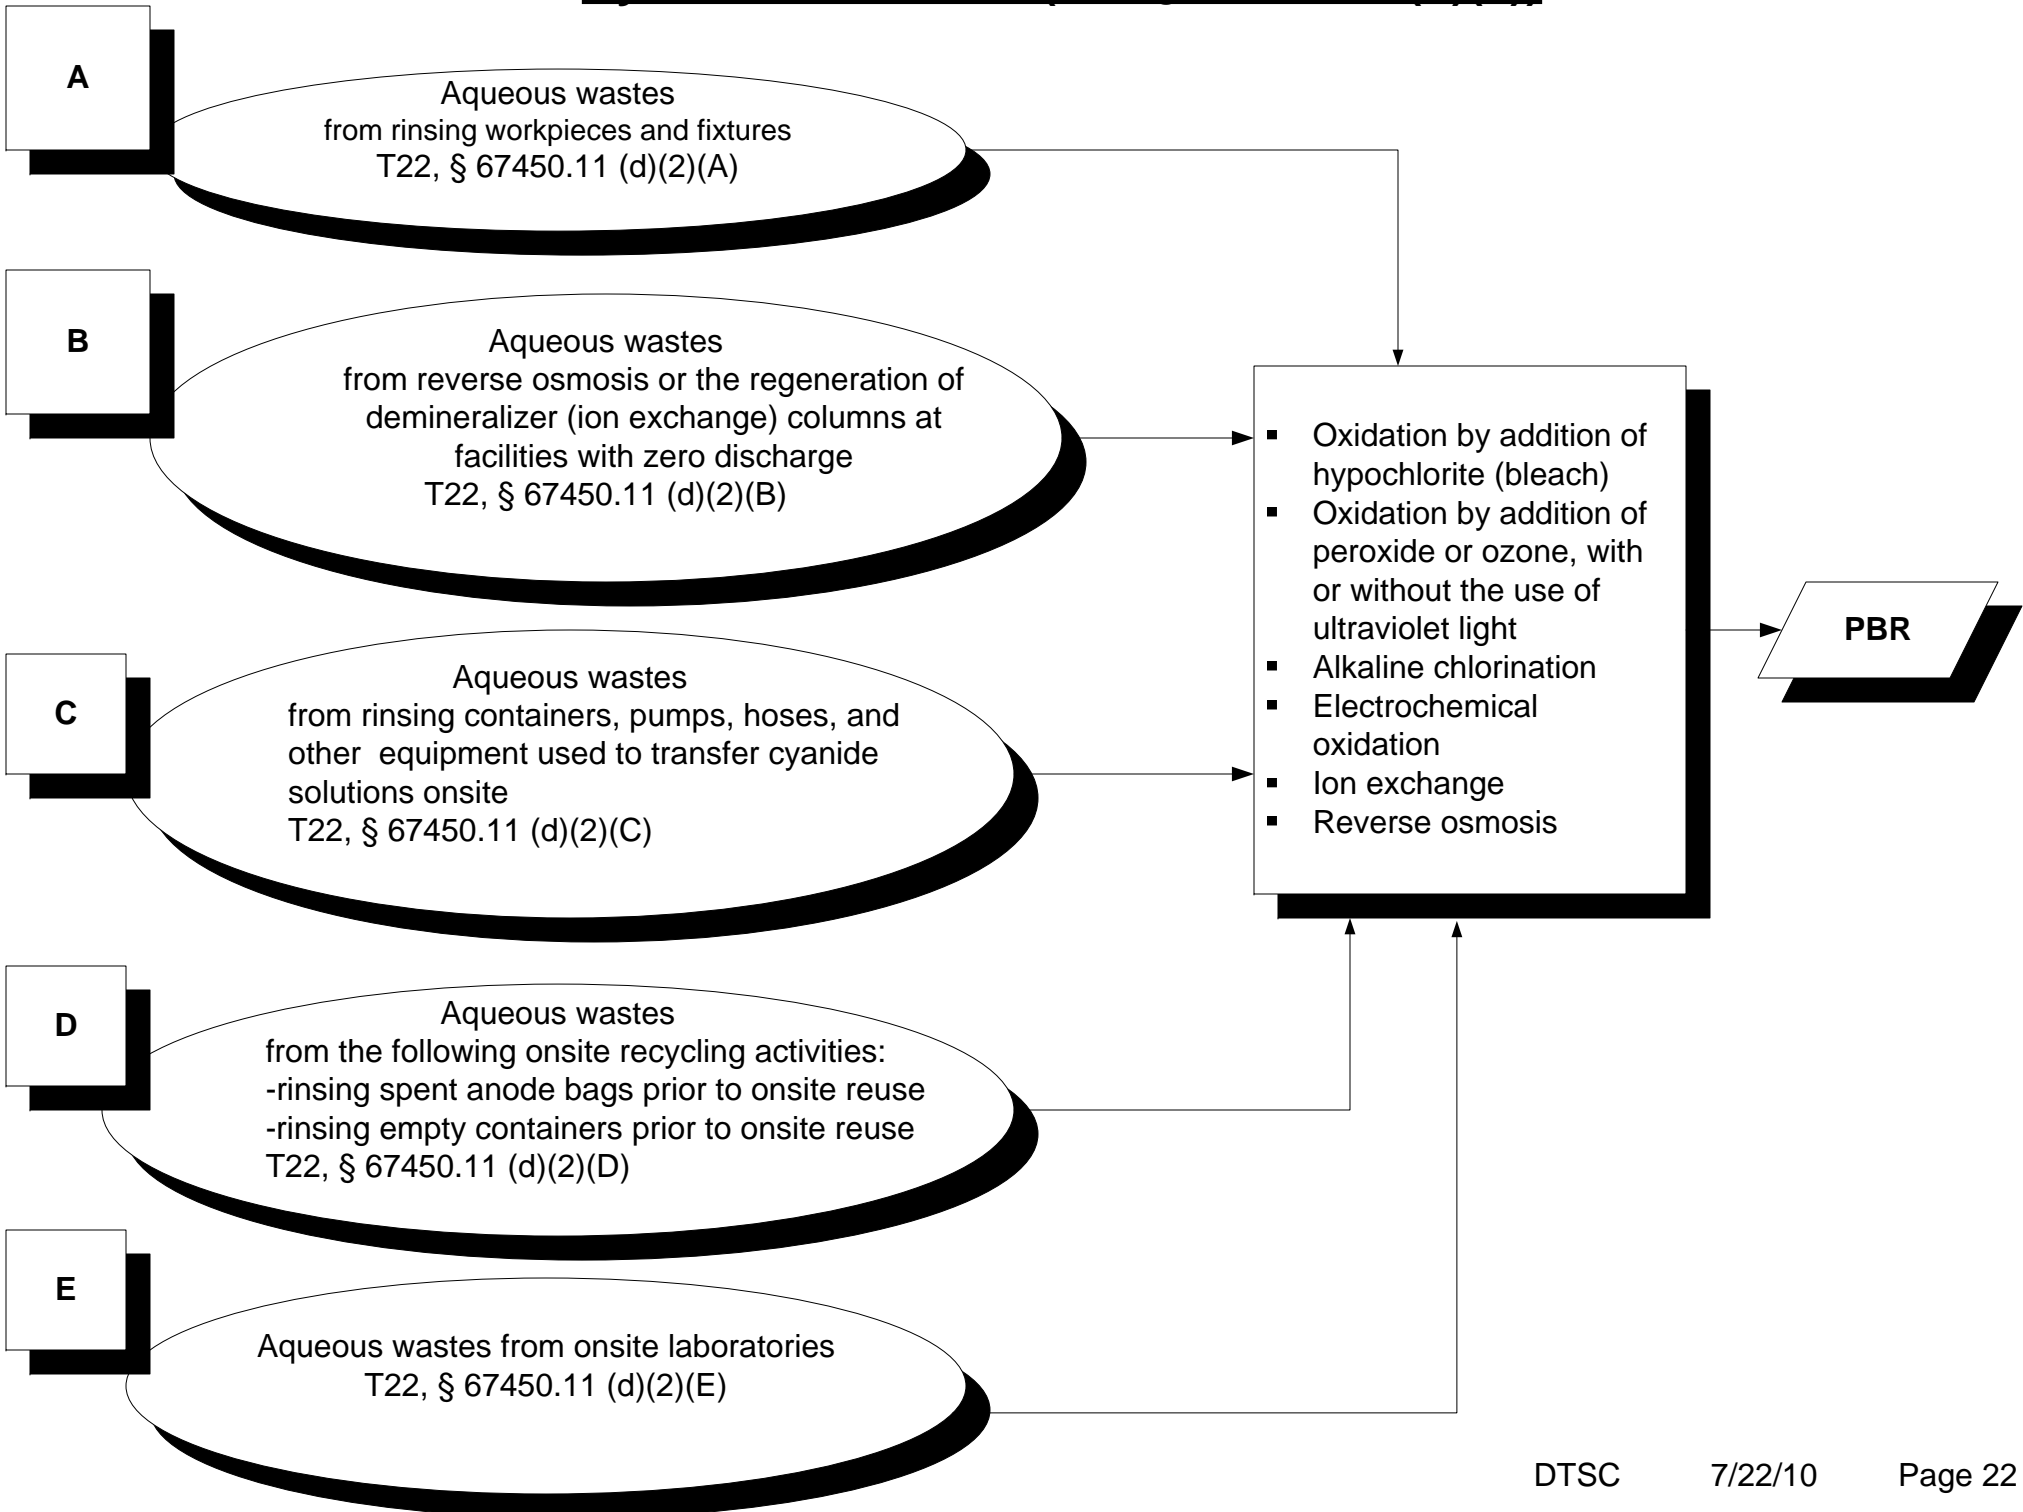 A
Aqueous wastes
from rinsing workpieces and fixtures
T22, § 67450.11 (d)(2)(A)
B
Aqueous wastes
from reverse osmosis or the regeneration of
demineralizer (ion exchange) columns at
facilities with zero discharge
T22, § 67450.11 (d)(2)(B)
C
Aqueous wastes
from rinsing containers, pumps, hoses, and
other equipment used to transfer cyanide
solutions onsite
T22, § 67450.11 (d)(2)(C)
D
Aqueous wastes
from the following onsite recycling activities:
-rinsing spent anode bags prior to onsite reuse
-rinsing empty containers prior to onsite reuse
T22, § 67450.11 (d)(2)(D)
E
Aqueous wastes from onsite laboratories
T22, § 67450.11 (d)(2)(E)
▪ Oxidation by addition of
hypochlorite (bleach)
▪ Oxidation by addition of
peroxide or ozone, with
or without the use of
ultraviolet light
▪ Alkaline chlorination
▪ Electrochemical
oxidation
▪ Ion exchange
▪ Reverse osmosis
PBR
DTSC 7/22/10 Page 22